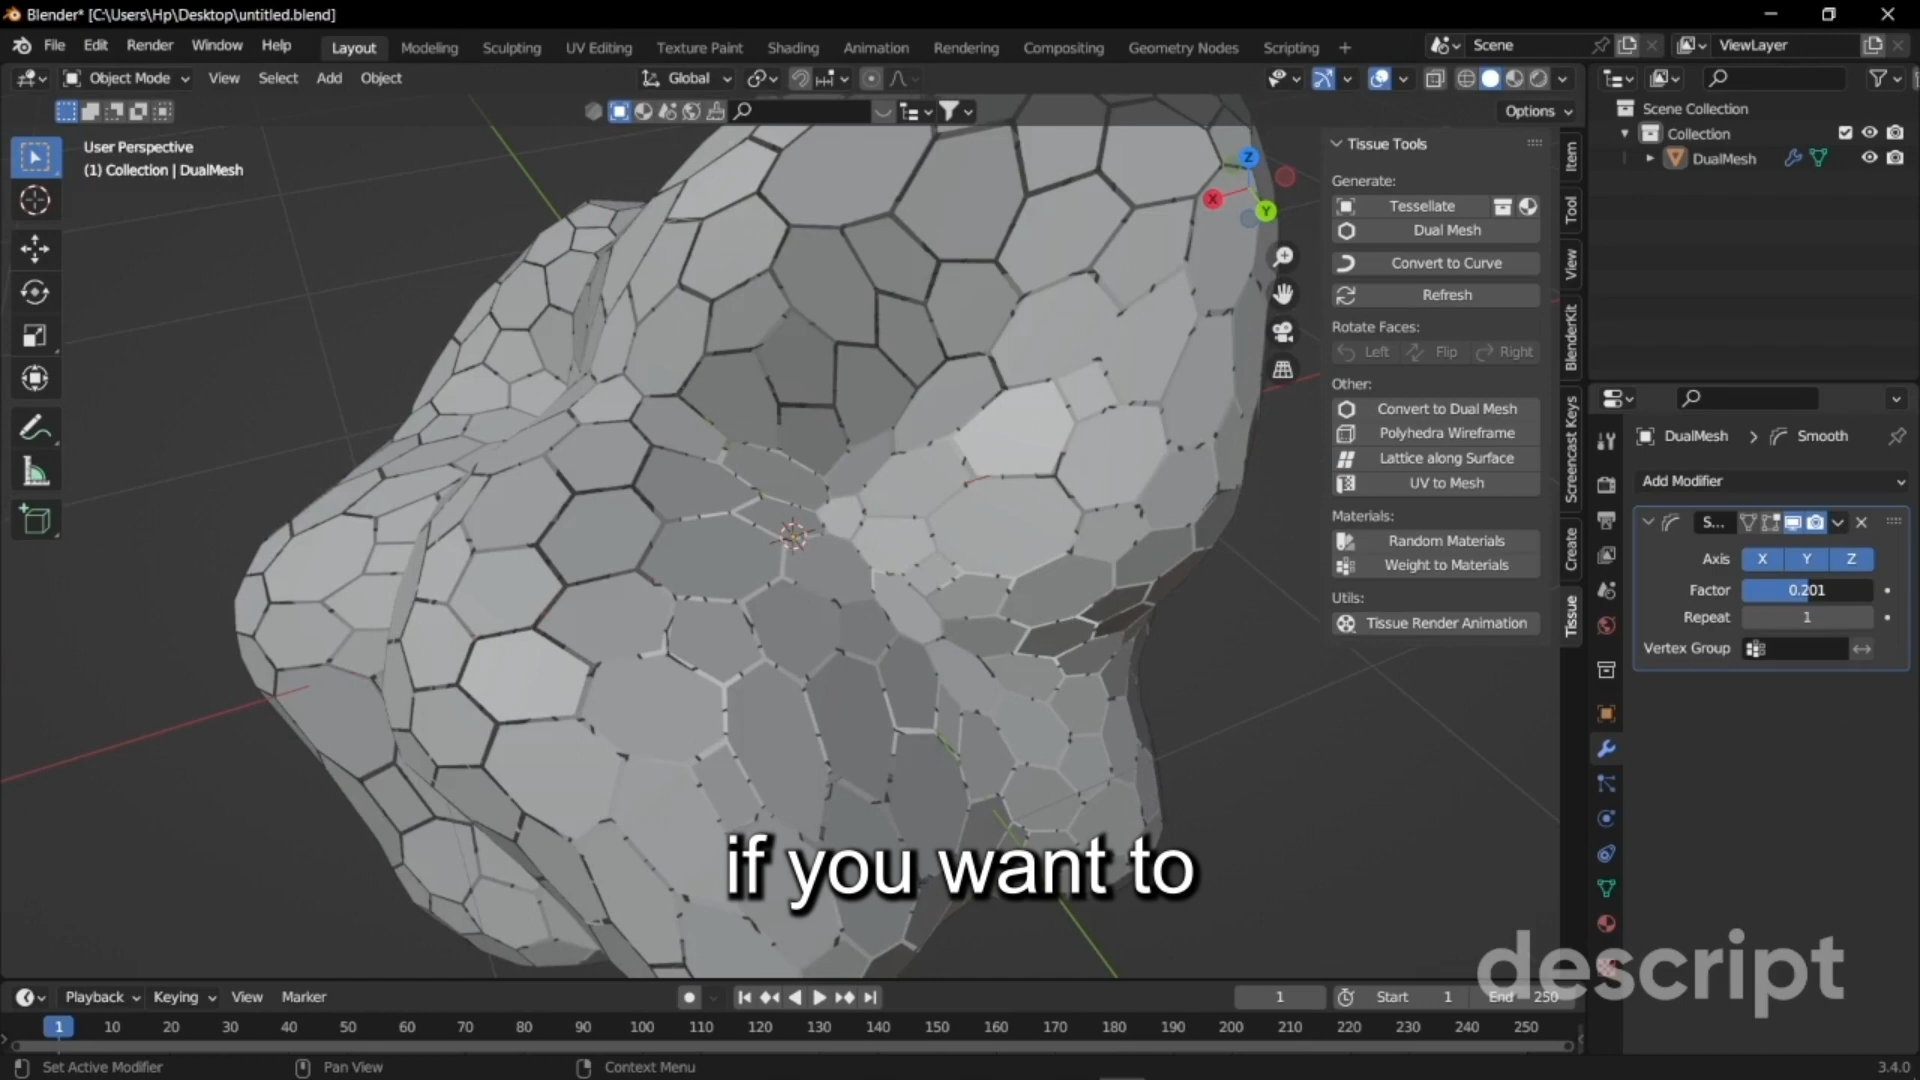 Blender* [C:\Users\Hp\Desktop\untitled.blend]
File Edit Render Window Help Layout Modeling Sculpting UV Editing Texture Paint Shading Animation Rendering Compositing Geometry Nodes Scripting + Scene ViewLayer
Object Mode View Select Add Object Global
Options
User Perspective
(1) Collection | DualMesh
Z
X
Y
Tissue Tools
Generate:
Tessellate
Dual Mesh
Convert to Curve
Refresh
Rotate Faces:
Left Flip Right
Other:
Convert to Dual Mesh
Polyhedra Wireframe
Lattice along Surface
UV to Mesh
Materials:
Random Materials
Weight to Materials
Utils:
Tissue Render Animation
Item
Tool
View
BlenderKit
Screencast Keys
Create
Tissue
Scene Collection
Collection
DualMesh
DualMesh > Smooth
Add Modifier
S...
Axis X Y Z
Factor 0.201
Repeat 1
Vertex Group
if you want to
descript
Playback Keying View Marker 1 Start 1 End 250
1 10 20 30 40 50 60 70 80 90 100 110 120 130 140 150 160 170 180 190 200 210 220 230 240 250
Set Active Modifier Pan View Context Menu 3.4.0